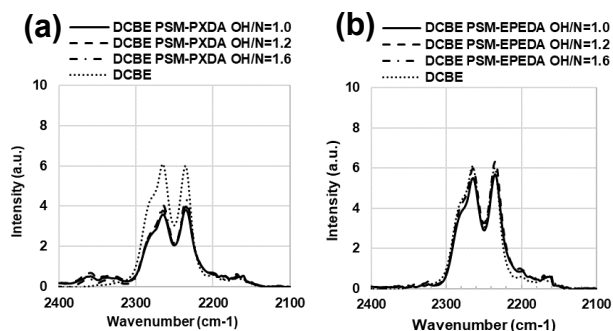 (a)
DCBE PSM-PXDA OH/N=1.0
DCBE PSM-PXDA OH/N=1.2
DCBE PSM-PXDA OH/N=1.6
DCBE
Intensity (a.u.)
10
8
6
4
2
0
2400 2300 2200 2100
Wavenumber (cm-1)
(b)
DCBE PSM-EPEDA OH/N=1.0
DCBE PSM-EPEDA OH/N=1.2
DCBE PSM-EPEDA OH/N=1.6
DCBE
Intensity (a.u.)
10
8
6
4
2
0
2400 2300 2200 2100
Wavenumber (cm-1)